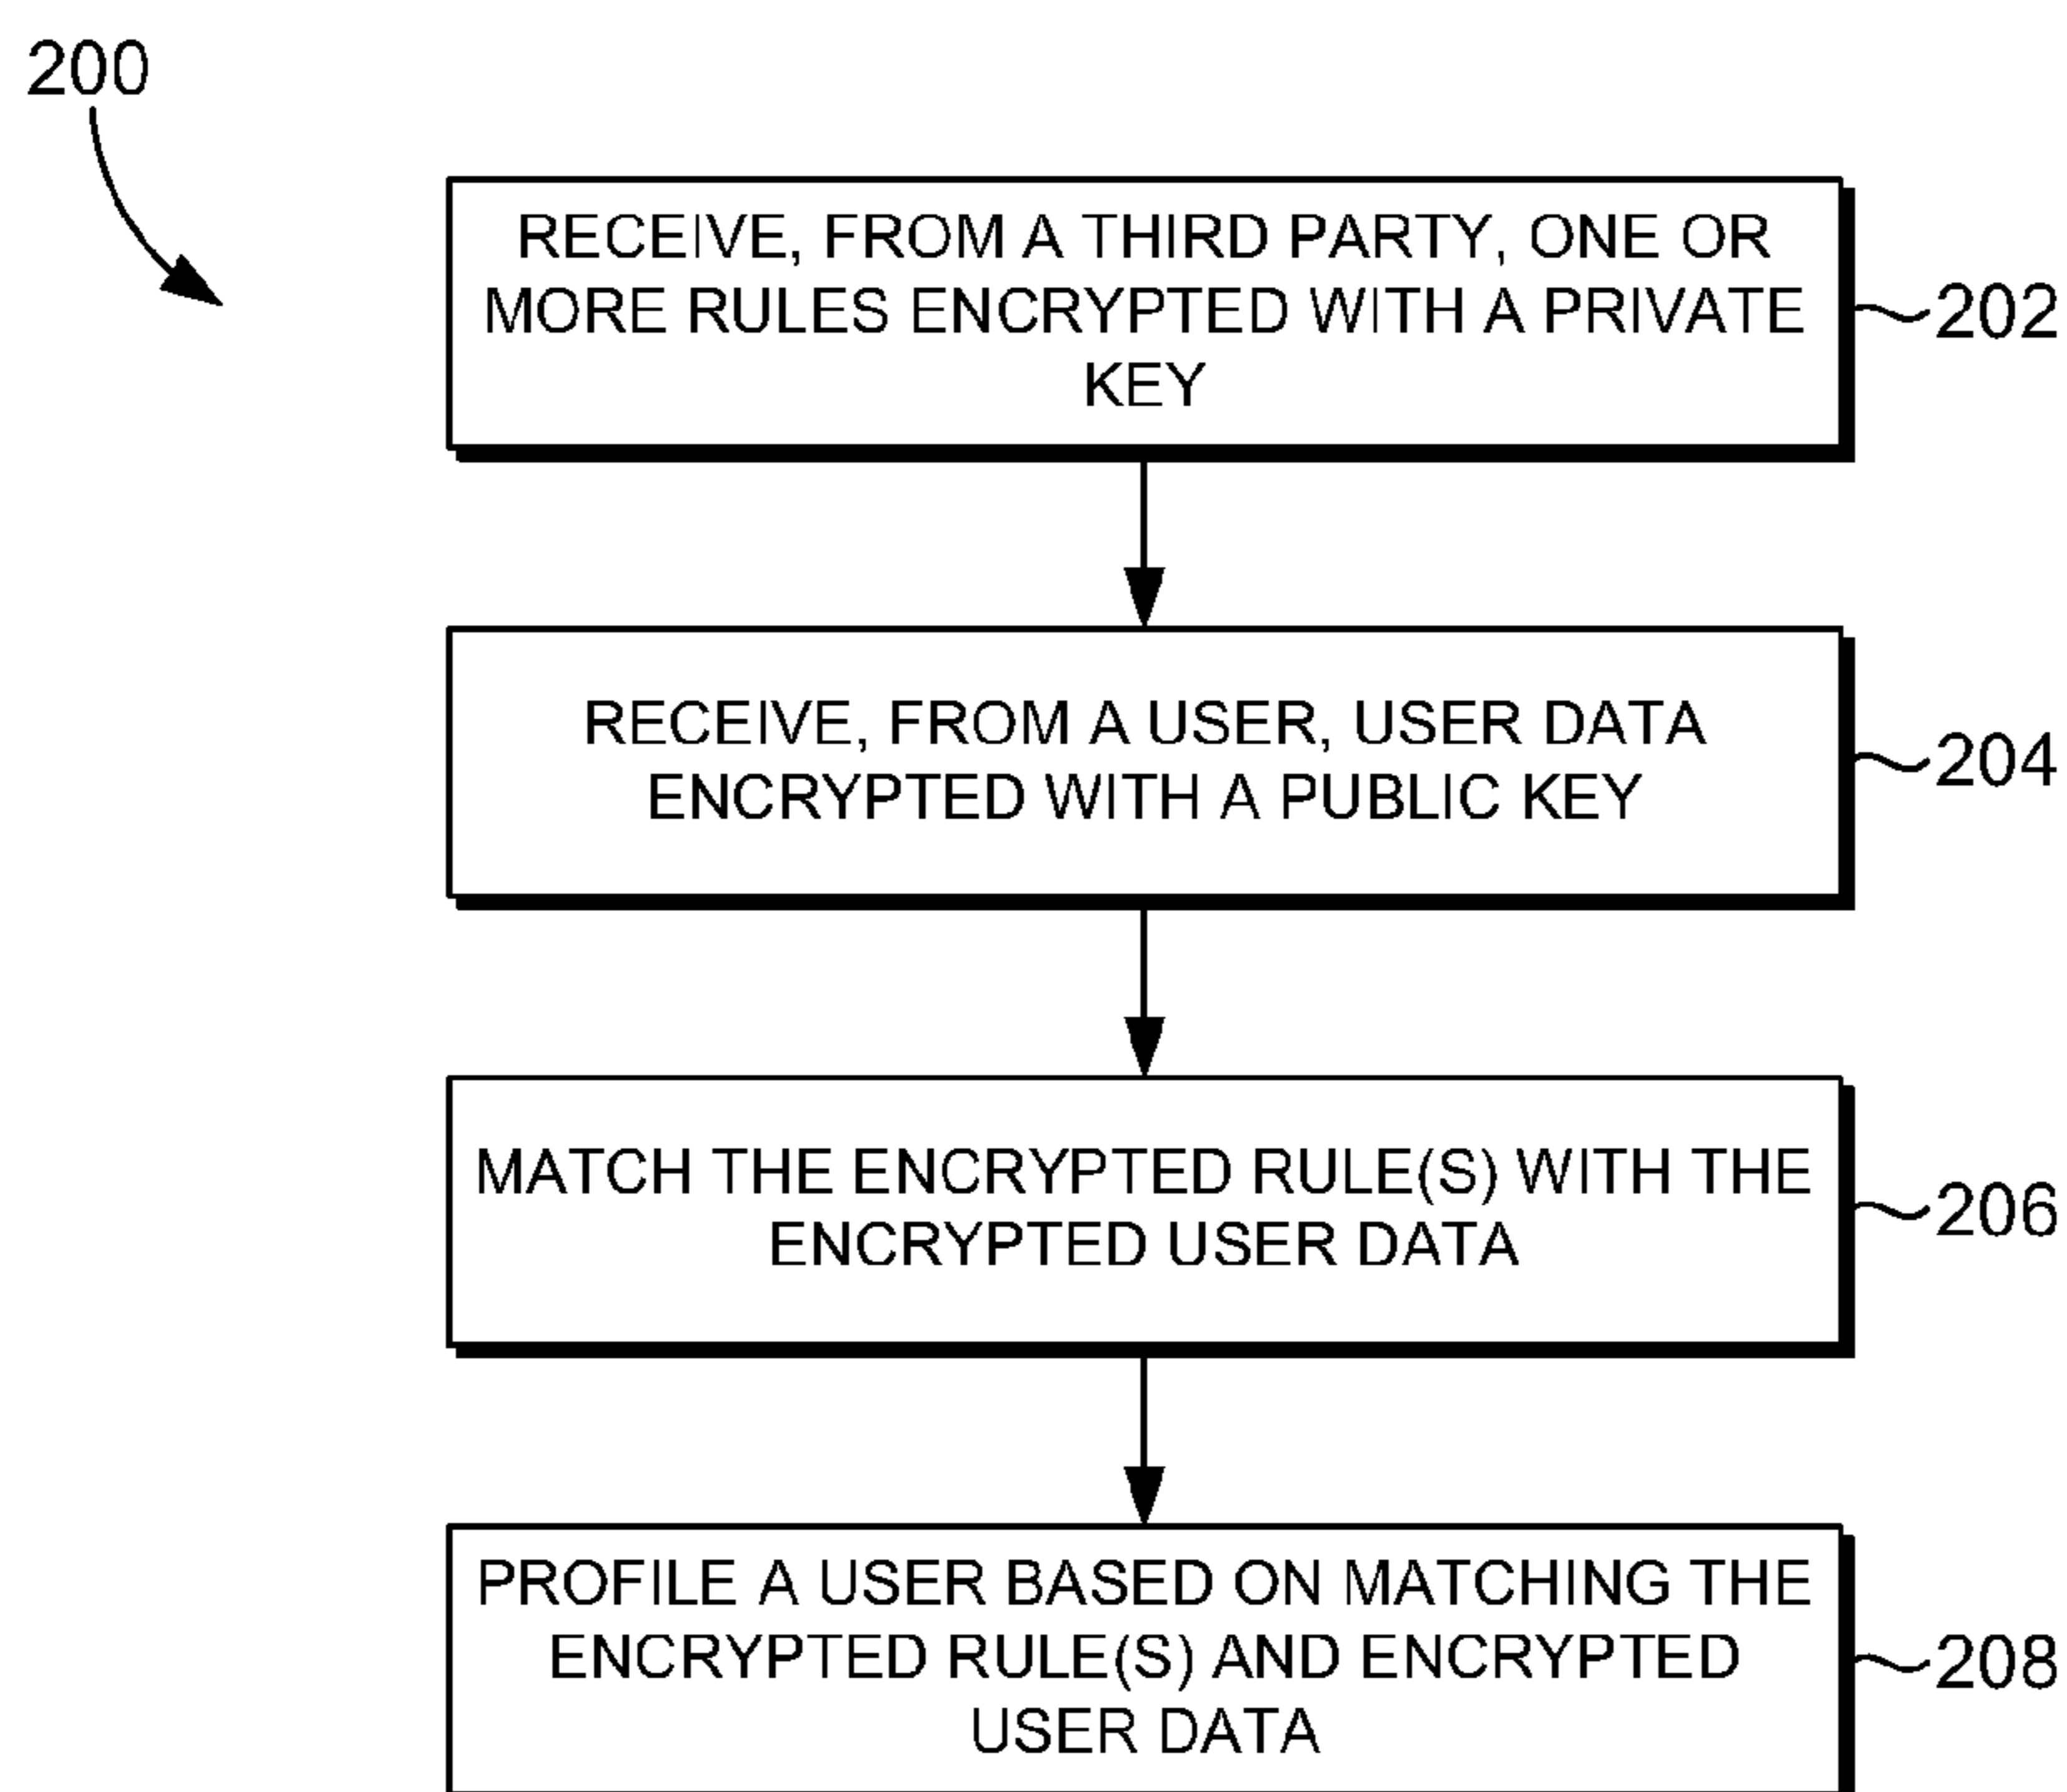 200
RECEIVE, FROM A THIRD PARTY, ONE OR
MORE RULES ENCRYPTED WITH A PRIVATE
KEY
202
RECEIVE, FROM A USER, USER DATA
ENCRYPTED WITH A PUBLIC KEY
204
MATCH THE ENCRYPTED RULE(S) WITH THE
ENCRYPTED USER DATA
206
PROFILE A USER BASED ON MATCHING THE
ENCRYPTED RULE(S) AND ENCRYPTED
USER DATA
208